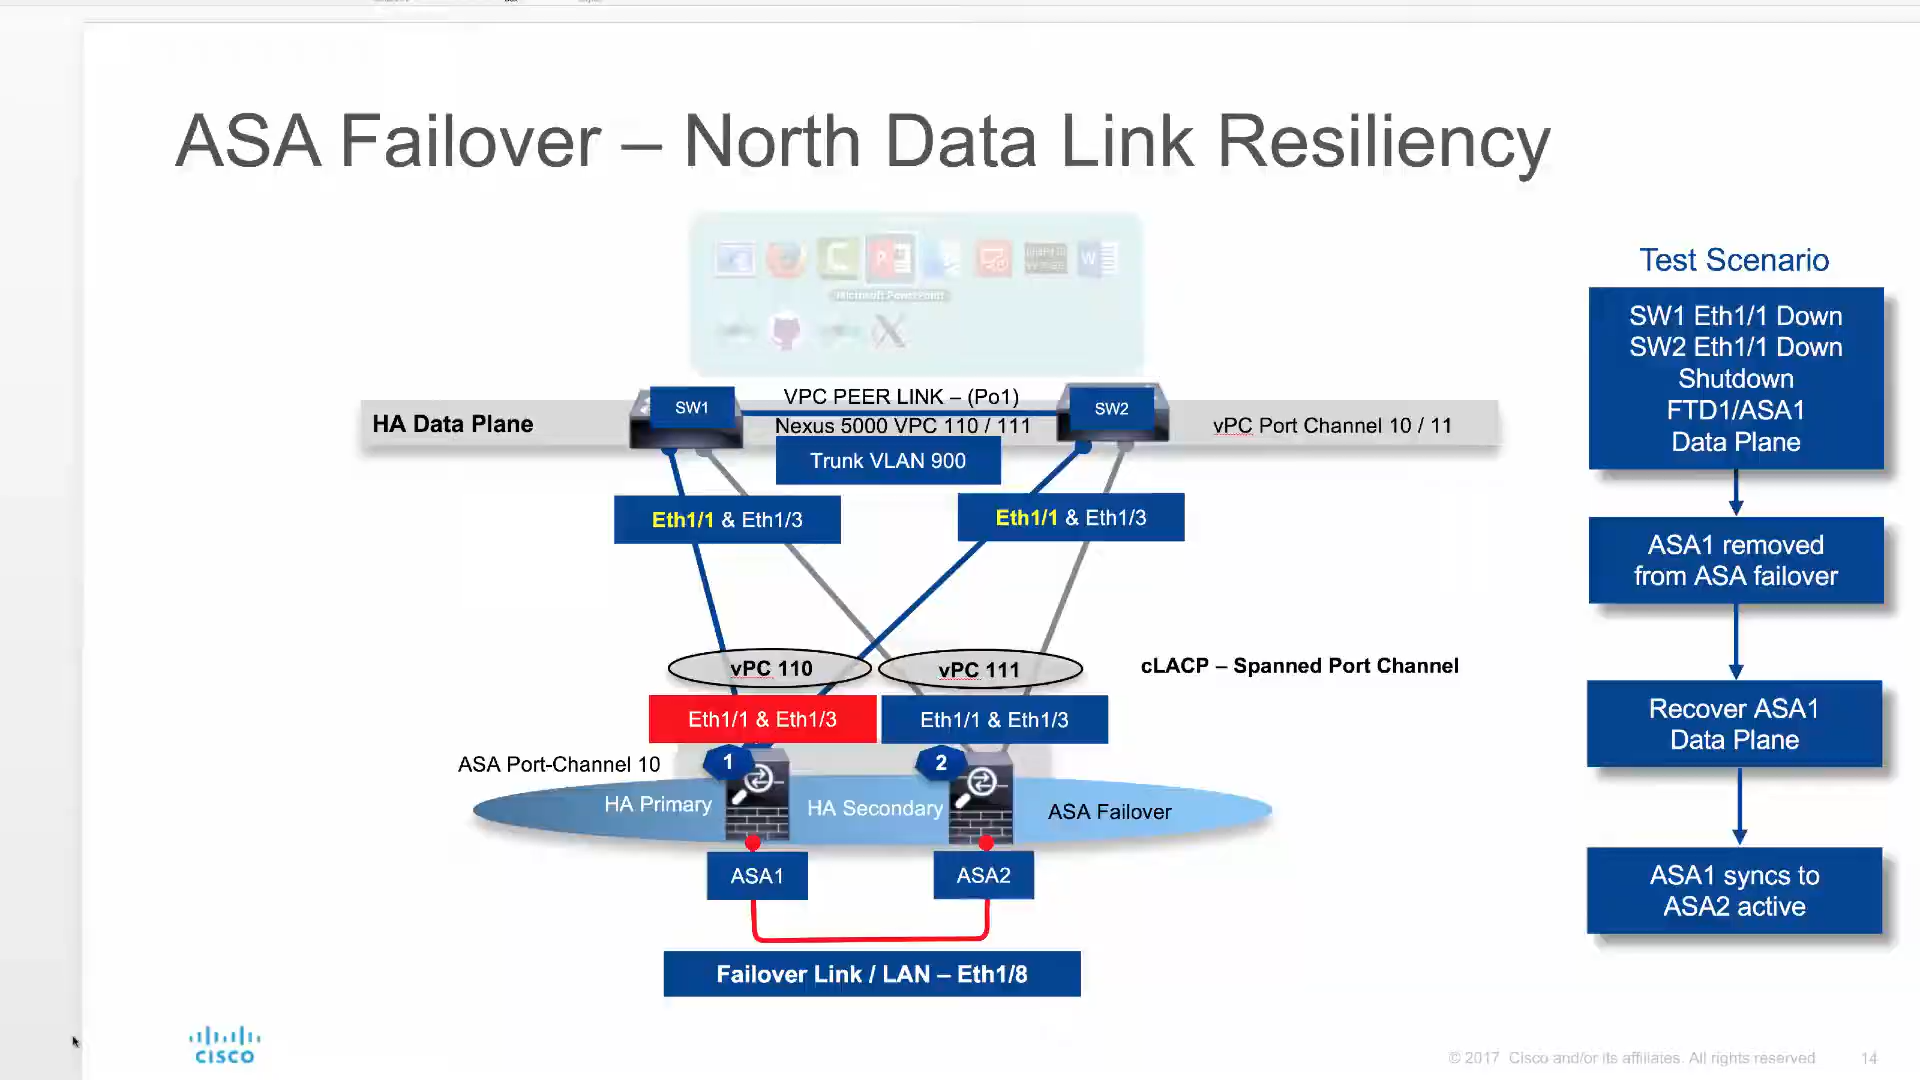 ASA Failover – North Data Link Resiliency
Microsoft PowerPoint
Test Scenario
SW1 Eth1/1 Down
SW2 Eth1/1 Down
Shutdown
FTD1/ASA1
Data Plane
ASA1 removed
from ASA failover
Recover ASA1
Data Plane
ASA1 syncs to
ASA2 active
HA Data Plane
SW1
VPC PEER LINK – (Po1)
Nexus 5000 VPC 110 / 111
SW2
vPC Port Channel 10 / 11
Trunk VLAN 900
Eth1/1 & Eth1/3
Eth1/1 & Eth1/3
vPC 110
vPC 111
cLACP – Spanned Port Channel
Eth1/1 & Eth1/3
Eth1/1 & Eth1/3
ASA Port-Channel 10
1
2
HA Primary
HA Secondary
ASA Failover
ASA1
ASA2
Failover Link / LAN – Eth1/8
CISCO
© 2017 Cisco and/or its affiliates. All rights reserved
14